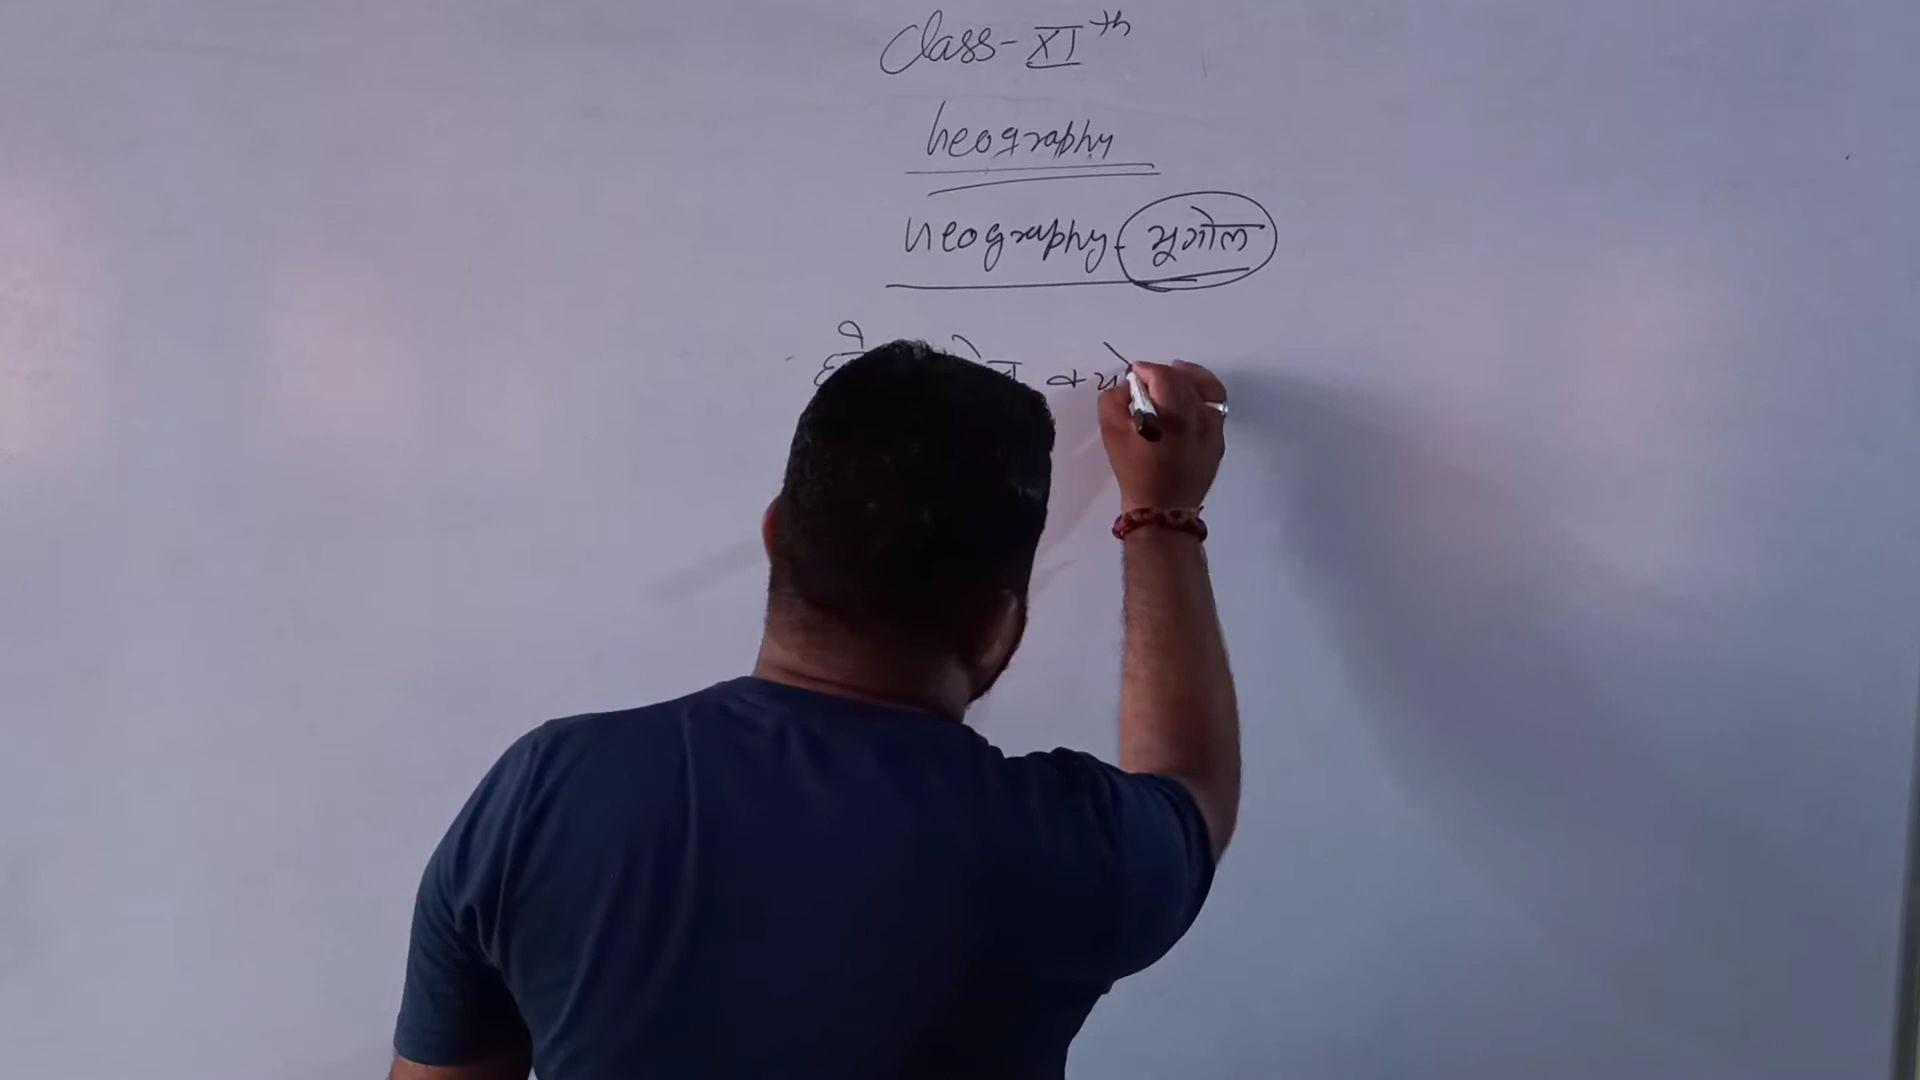 Class-XIth
Geography
Geography- भूगोल